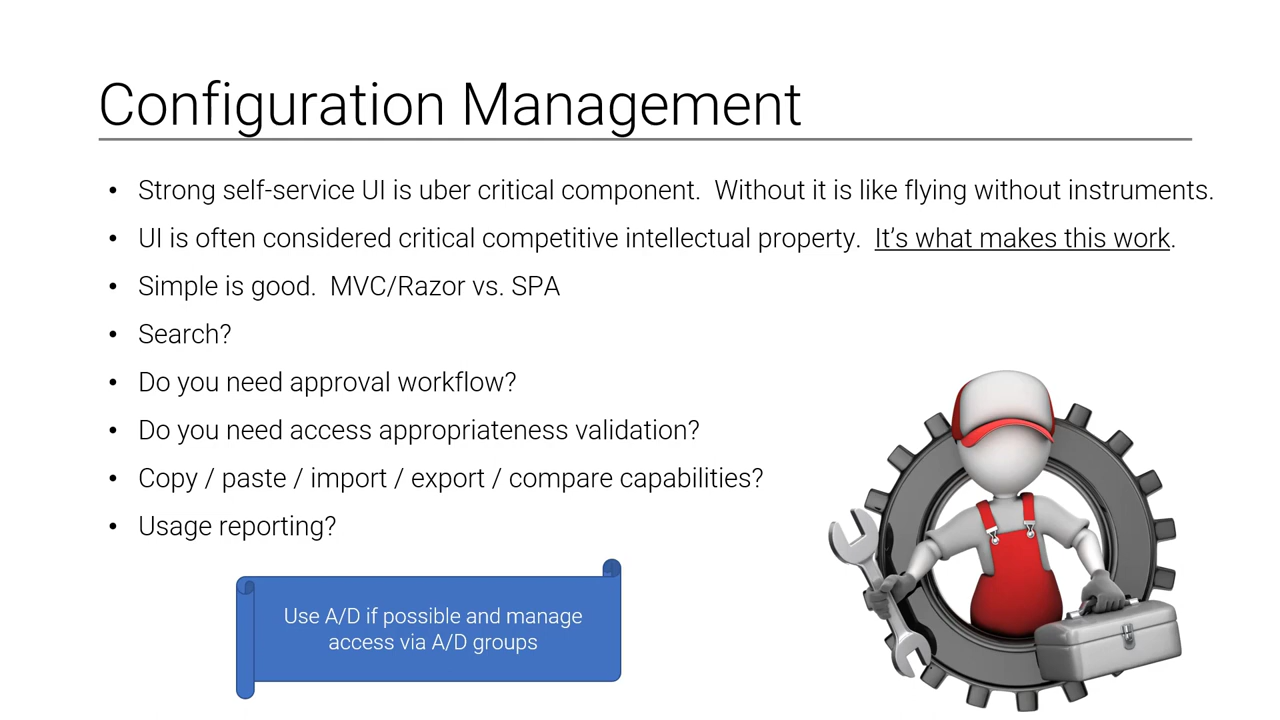 Configuration Management
• Strong self-service UI is uber critical component.  Without it is like flying without instruments.
• UI is often considered critical competitive intellectual property.  It’s what makes this work.
• Simple is good.  MVC/Razor vs. SPA
• Search?
• Do you need approval workflow?
• Do you need access appropriateness validation?
• Copy / paste / import / export / compare capabilities?
• Usage reporting?
Use A/D if possible and manage
access via A/D groups